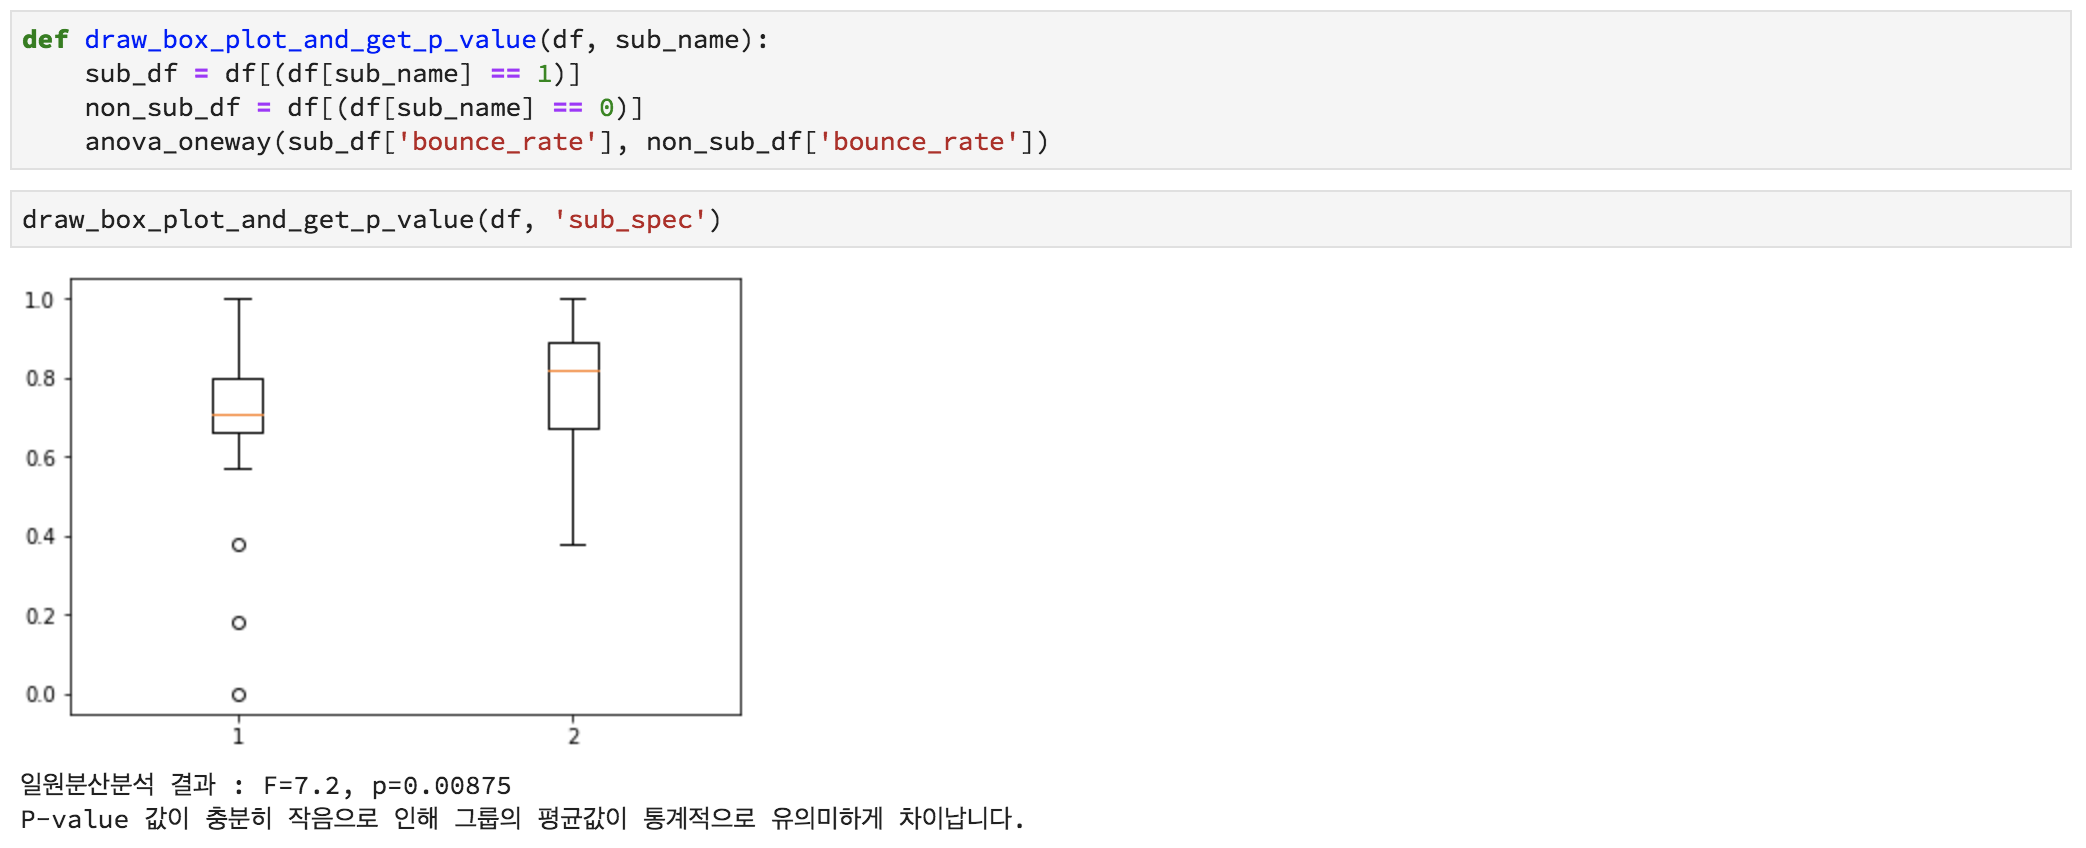 def draw_box_plot_and_get_p_value(df, sub_name):
    sub_df = df[(df[sub_name] == 1)]
    non_sub_df = df[(df[sub_name] == 0)]
    anova_oneway(sub_df['bounce_rate'], non_sub_df['bounce_rate'])
draw_box_plot_and_get_p_value(df, 'sub_spec')
1.0
0.8
0.6
0.4
0.2
0.0
1 2
일원분산분석 결과 : F=7.2, p=0.00875
P-value 값이 충분히 작음으로 인해 그룹의 평균값이 통계적으로 유의미하게 차이납니다.